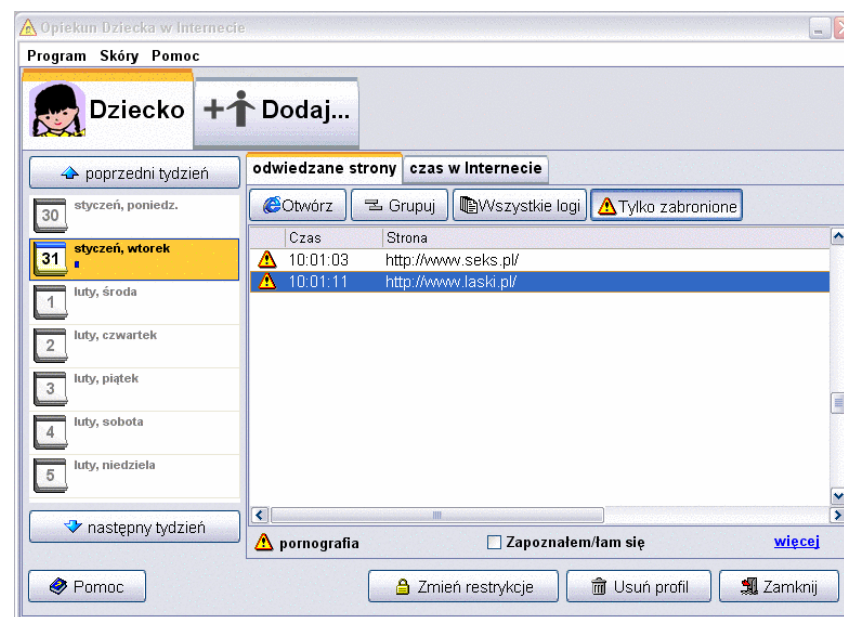 Opiekun Dziecka w Internecie
Program Skóry Pomoc
Dziecko
Dodaj...
poprzedni tydzień
30 styczeń, poniedz.
31 styczeń, wtorek
1 luty, środa
2 luty, czwartek
3 luty, piątek
4 luty, sobota
5 luty, niedziela
następny tydzień
odwiedzane strony czas w Internecie
Otwórz Grupuj Wszystkie logi Tylko zabronione
Czas Strona
10:01:03 http://www.seks.pl/
10:01:11 http://www.laski.pl/
pornografia Zapoznałem/łam się więcej
Pomoc Zmień restrykcje Usuń profil Zamknij